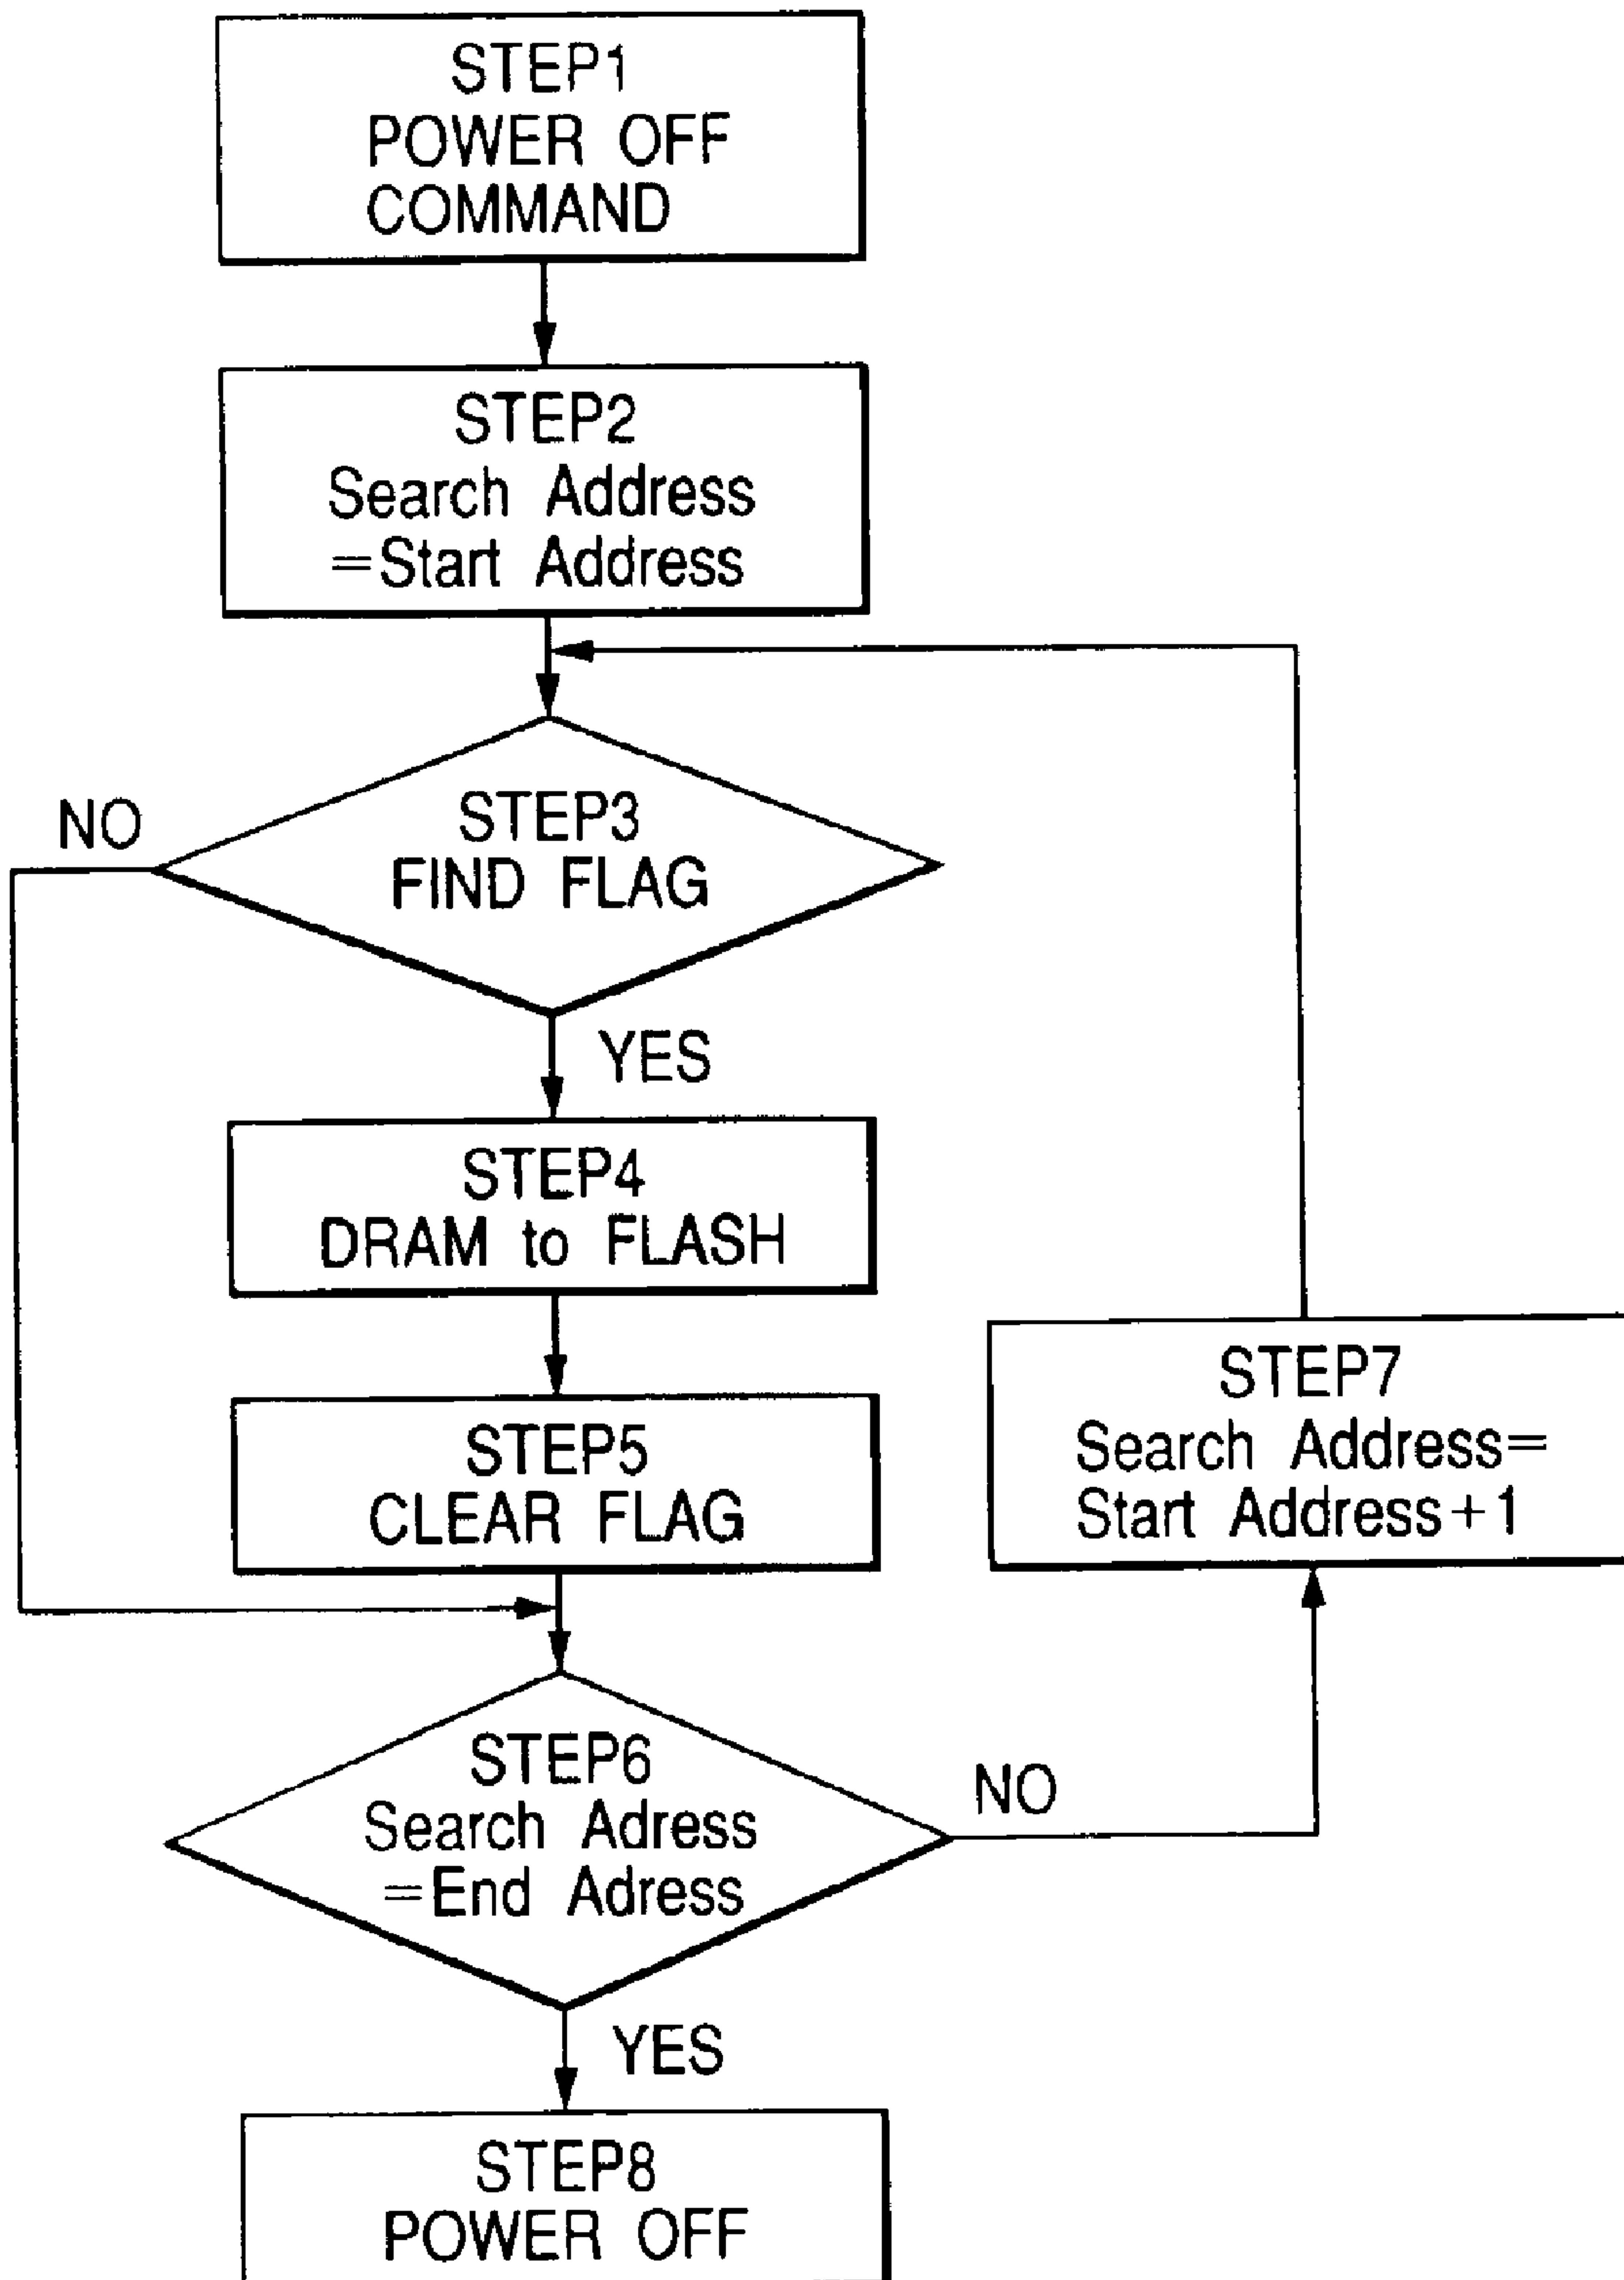 STEP1
POWER OFF
COMMAND
STEP2
Search Address
=Start Address
STEP3
FIND FLAG
NO
YES
STEP4
DRAM to FLASH
STEP5
CLEAR FLAG
STEP7
Search Address=
Start Address+1
STEP6
Search Adress
=End Adress
NO
YES
STEP8
POWER OFF